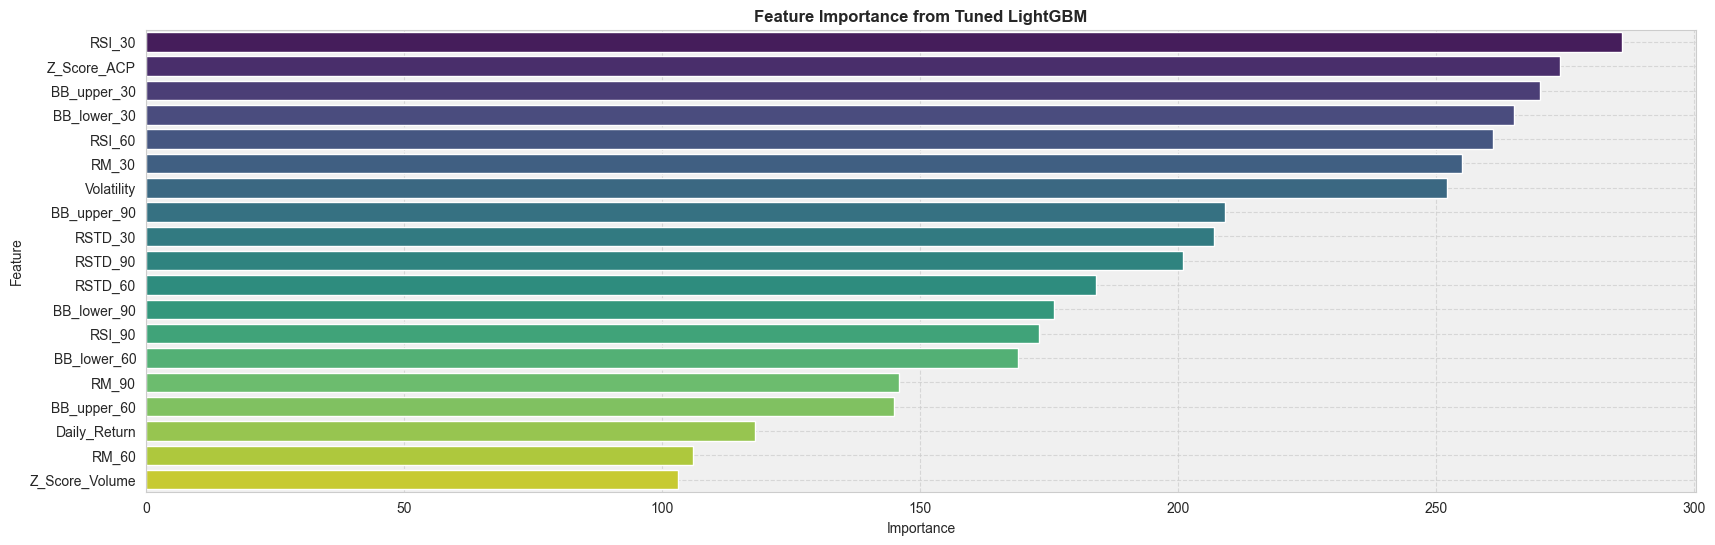 Feature Importance from Tuned LightGBM
RSI_30
Z_Score_ACP
BB_upper_30
BB_lower_30
RSI_60
RM_30
Volatility
BB_upper_90
RSTD_30
RSTD_90
RSTD_60
BB_lower_90
RSI_90
BB_lower_60
RM_90
BB_upper_60
Daily_Return
RM_60
Z_Score_Volume
Feature
0 50 100 150 200 250 300
Importance